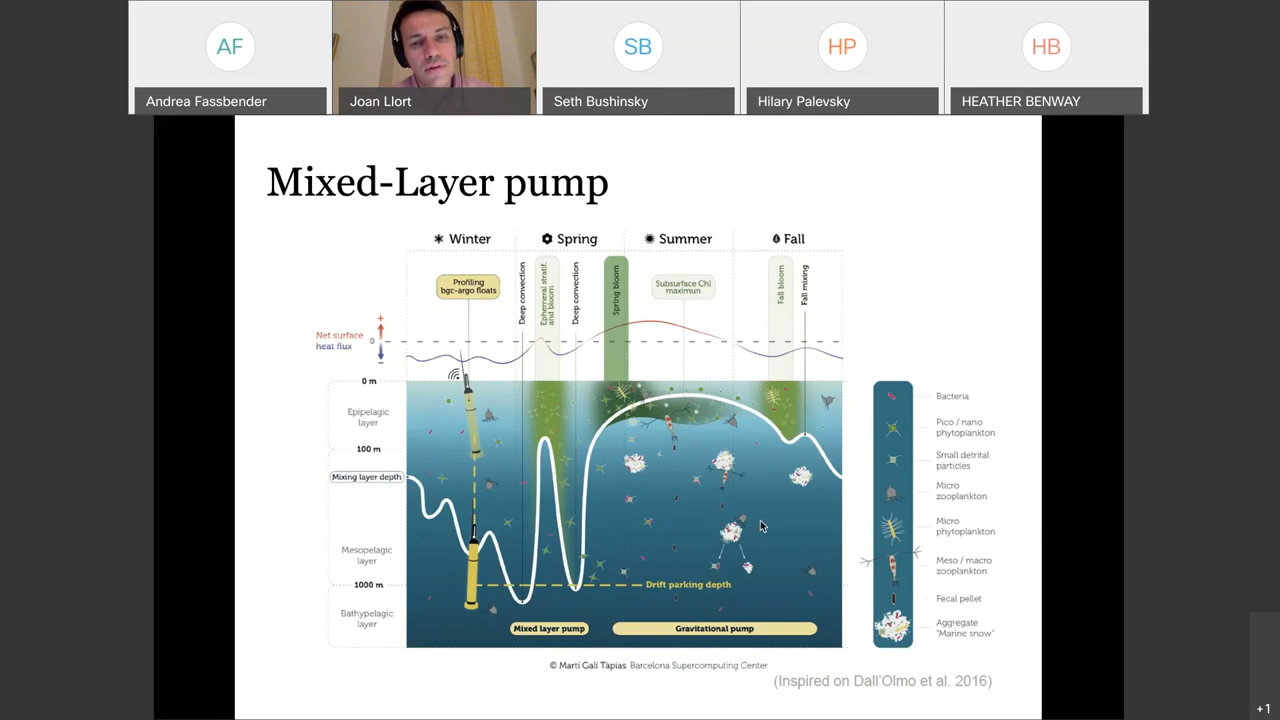 AF
SB
HP
HB
Andrea Fassbender
Joan Llort
Seth Bushinsky
Hilary Palevsky
HEATHER BENWAY
Mixed-Layer pump
Winter
Spring
Summer
Fall
Profiling
bgc-argo floats
Deep convection
Ephemeral stratif.
and bloom
Deep convection
Spring bloom
Subsurface Chl
maximun
Fall bloom
Fall mixing
Net surface
heat flux
+
0
−
0 m
Epipelagic
layer
100 m
Mixing layer depth
Mesopelagic
layer
1000 m
Bathypelagic
layer
Drift parking depth
Mixed layer pump
Gravitational pump
Bacteria
Pico / nano
phytoplankton
Small detrital
particles
Micro
zooplankton
Micro
phytoplankton
Meso / macro
zooplankton
Fecal pellet
Aggregate
"Marine snow"
© Martí Galí Tàpias. Barcelona Supercomputing Center
(Inspired on Dall'Olmo et al. 2016)
+1